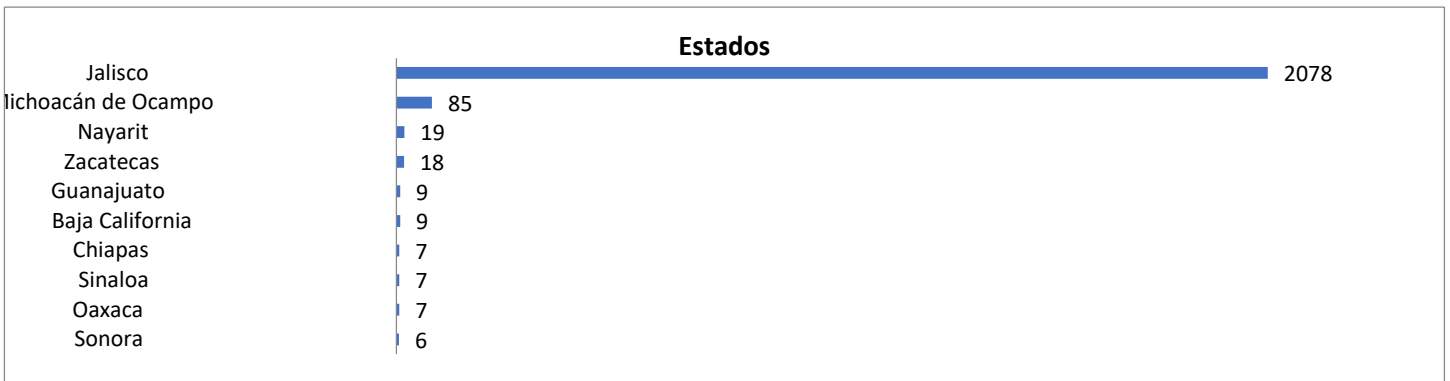 Estados
Jalisco 2078
lichoacán de Ocampo 85
Nayarit 19
Zacatecas 18
Guanajuato 9
Baja California 9
Chiapas 7
Sinaloa 7
Oaxaca 7
Sonora 6